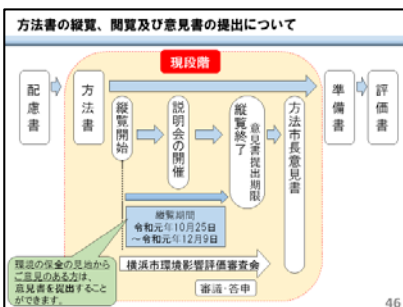 方法書の縦覧、閲覧及び意見書の提出について
現段階
配慮書
方法書
縦覧開始
説明会の開催
縦覧終了
意見書提出期限
方法市長意見書
準備書
評価書
縦覧期間
令和元年10月25日
～令和元年12月9日
環境の保全の見地から
ご意見のある方は、
意見書を提出すること
ができます。
横浜市環境影響評価審査会
審議・答申
46